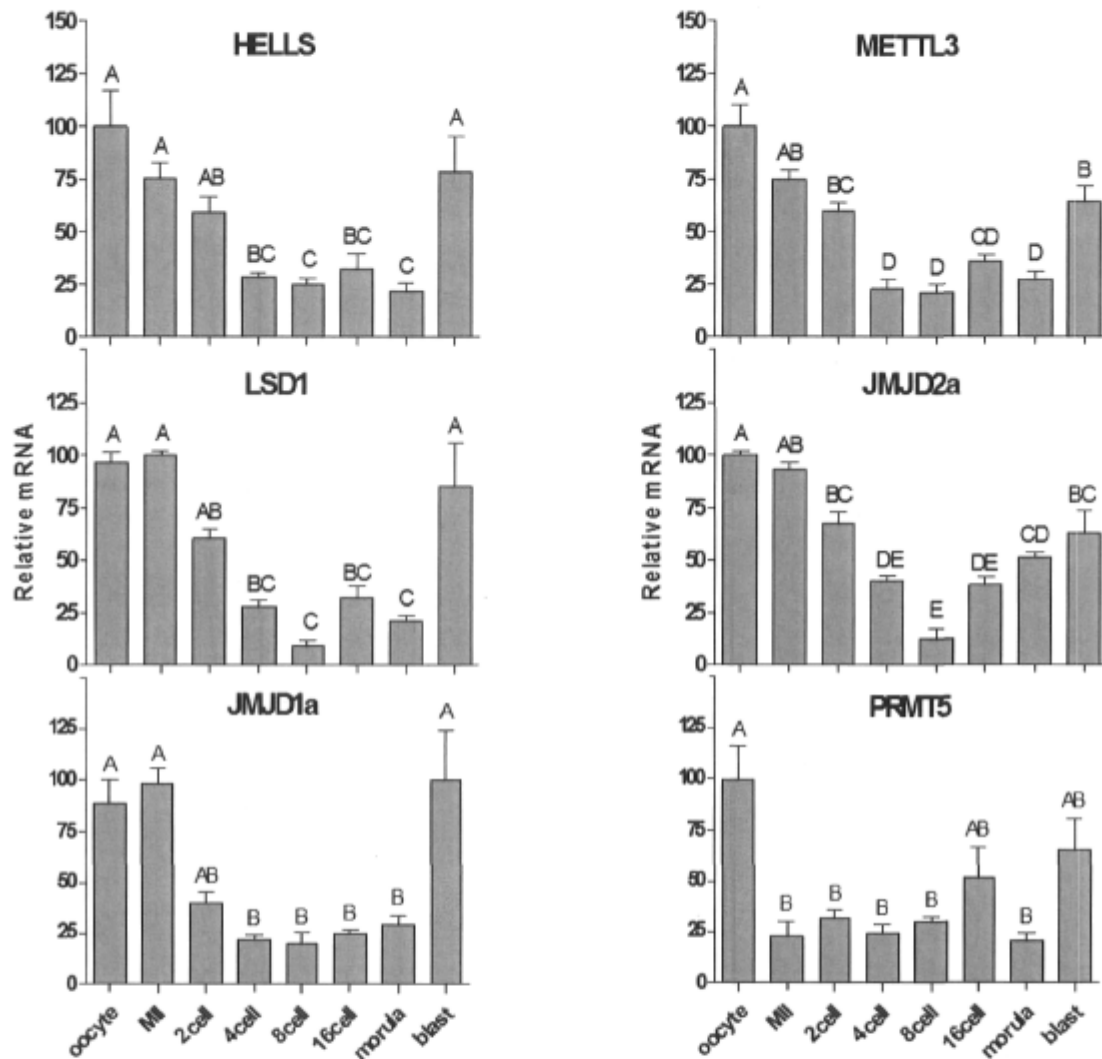 HELLS
150
125
100
75
50
25
0
A
A
AB
BC
C
BC
C
A
METTL3
150
125
100
75
50
25
0
A
AB
BC
D
D
CD
D
B
LSD1
Relative mRNA
125
100
75
50
25
0
A
A
AB
BC
C
BC
C
A
JMJD2a
Relative mRNA
125
100
75
50
25
0
A
AB
BC
DE
E
DE
CD
BC
JMJD1a
125
100
75
50
25
0
A
A
AB
B
B
B
B
A
oocyte
MII
2cell
4cell
8cell
16cell
morula
blast
PRMT5
125
100
75
50
25
0
A
B
B
B
B
AB
B
AB
oocyte
MII
2cell
4cell
8cell
16cell
morula
blast